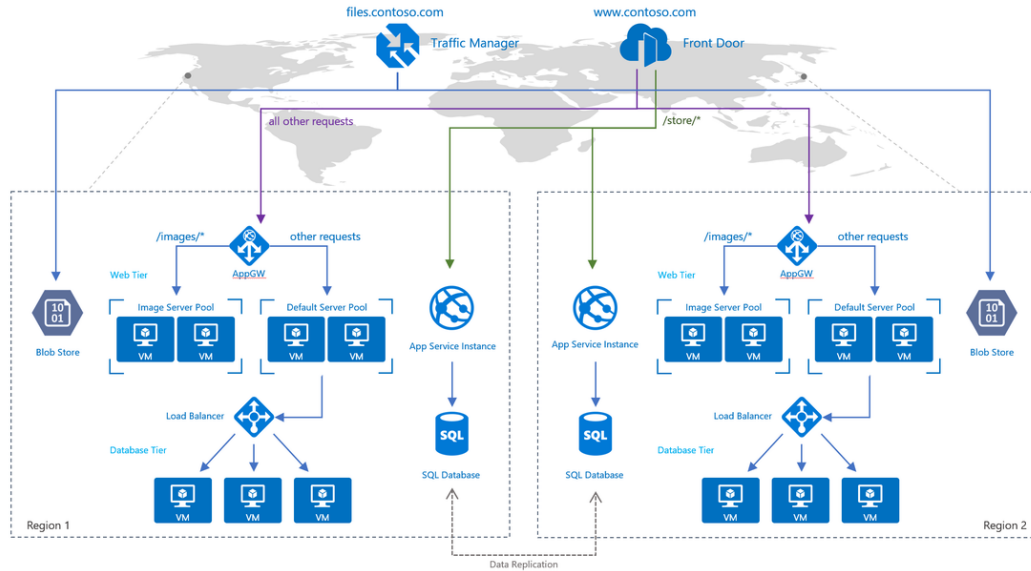 files.contoso.com
www.contoso.com
Traffic Manager
Front Door
all other requests
/store/*
/images/*
other requests
AppGW
Web Tier
Image Server Pool
Default Server Pool
VM
VM
VM
VM
10
01
Blob Store
App Service Instance
Load Balancer
SQL
Database Tier
SQL Database
VM
VM
VM
Region 1
/images/*
other requests
AppGW
Web Tier
Image Server Pool
Default Server Pool
VM
VM
VM
VM
10
01
Blob Store
App Service Instance
Load Balancer
SQL
Database Tier
SQL Database
VM
VM
VM
Region 2
Data Replication